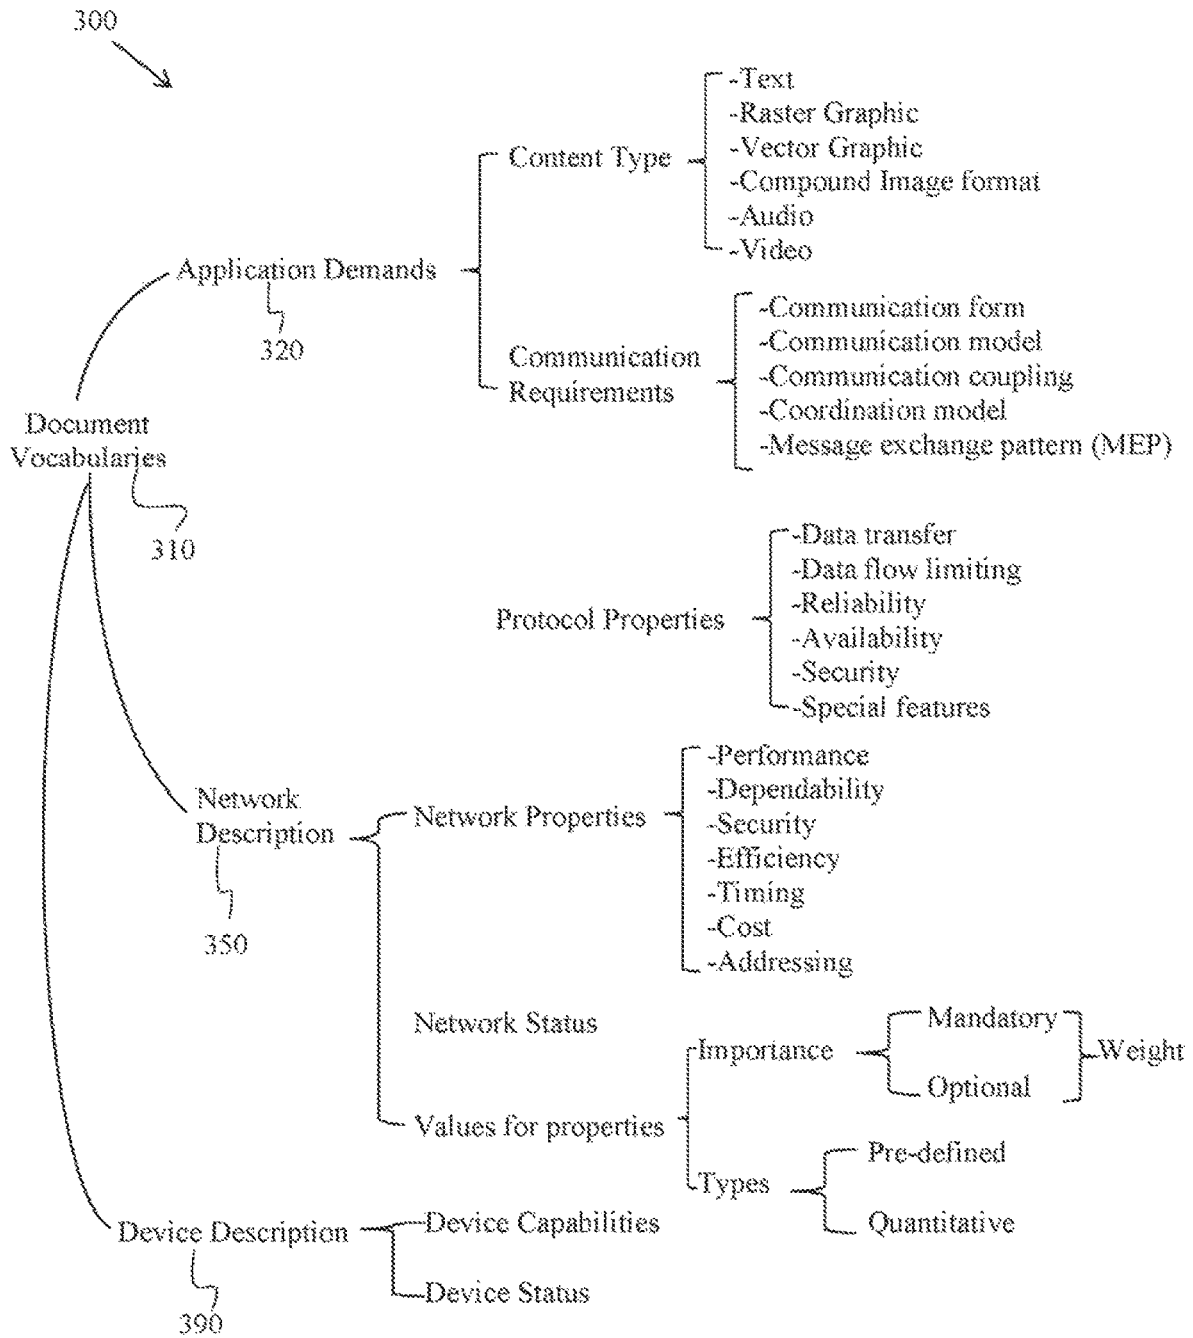 300
-Text
-Raster Graphic
Content Type
-Vector Graphic
-Compound Image format
-Audio
-Video
Application Demands
320
-Communication form
Communication
Requirements
-Communication model
-Communication coupling
-Coordination model
-Message exchange pattern (MEP)
Document
Vocabularies
310
-Data transfer
-Data flow limiting
Protocol Properties
-Reliability
-Availability
-Security
-Special features
Network
Description
350
Network Properties
-Performance
-Dependability
-Security
-Efficiency
-Timing
-Cost
-Addressing
Network Status
Values for properties
Importance
Mandatory
Optional
Weight
Types
Pre-defined
Quantitative
Device Description
390
Device Capabilities
Device Status